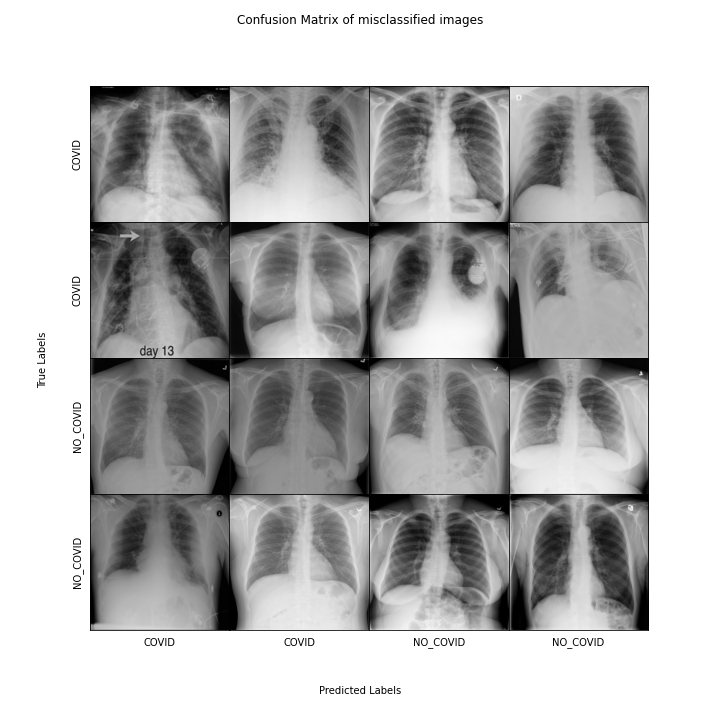 Confusion Matrix of misclassified images
COVID
D
COVID
day 13
True Labels
NO_COVID
NO_COVID
COVID COVID NO_COVID NO_COVID
Predicted Labels